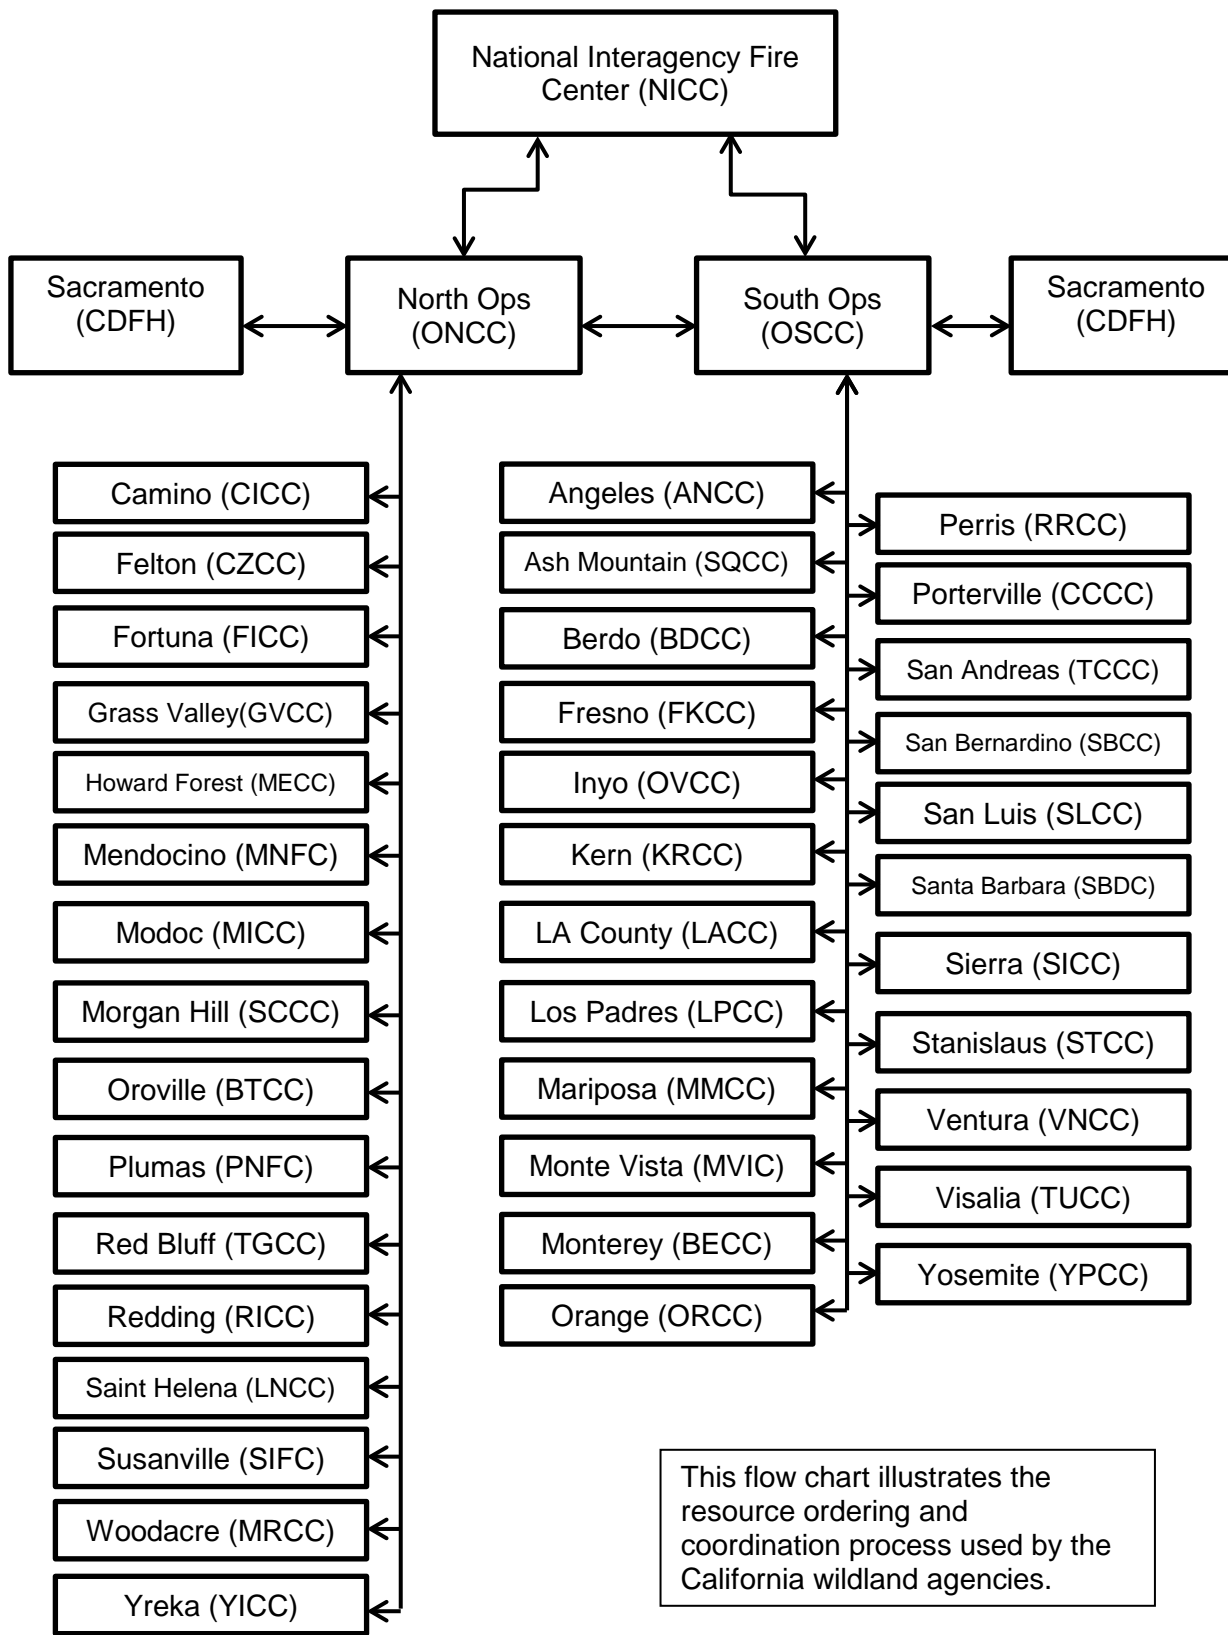 National Interagency Fire
Center (NICC)
Sacramento
(CDFH)
North Ops
(ONCC)
South Ops
(OSCC)
Sacramento
(CDFH)
Camino (CICC)
Felton (CZCC)
Fortuna (FICC)
Grass Valley(GVCC)
Howard Forest (MECC)
Mendocino (MNFC)
Modoc (MICC)
Morgan Hill (SCCC)
Oroville (BTCC)
Plumas (PNFC)
Red Bluff (TGCC)
Redding (RICC)
Saint Helena (LNCC)
Susanville (SIFC)
Woodacre (MRCC)
Yreka (YICC)
Angeles (ANCC)
Ash Mountain (SQCC)
Berdo (BDCC)
Fresno (FKCC)
Inyo (OVCC)
Kern (KRCC)
LA County (LACC)
Los Padres (LPCC)
Mariposa (MMCC)
Monte Vista (MVIC)
Monterey (BECC)
Orange (ORCC)
Perris (RRCC)
Porterville (CCCC)
San Andreas (TCCC)
San Bernardino (SBCC)
San Luis (SLCC)
Santa Barbara (SBDC)
Sierra (SICC)
Stanislaus (STCC)
Ventura (VNCC)
Visalia (TUCC)
Yosemite (YPCC)
This flow chart illustrates the
resource ordering and
coordination process used by the
California wildland agencies.